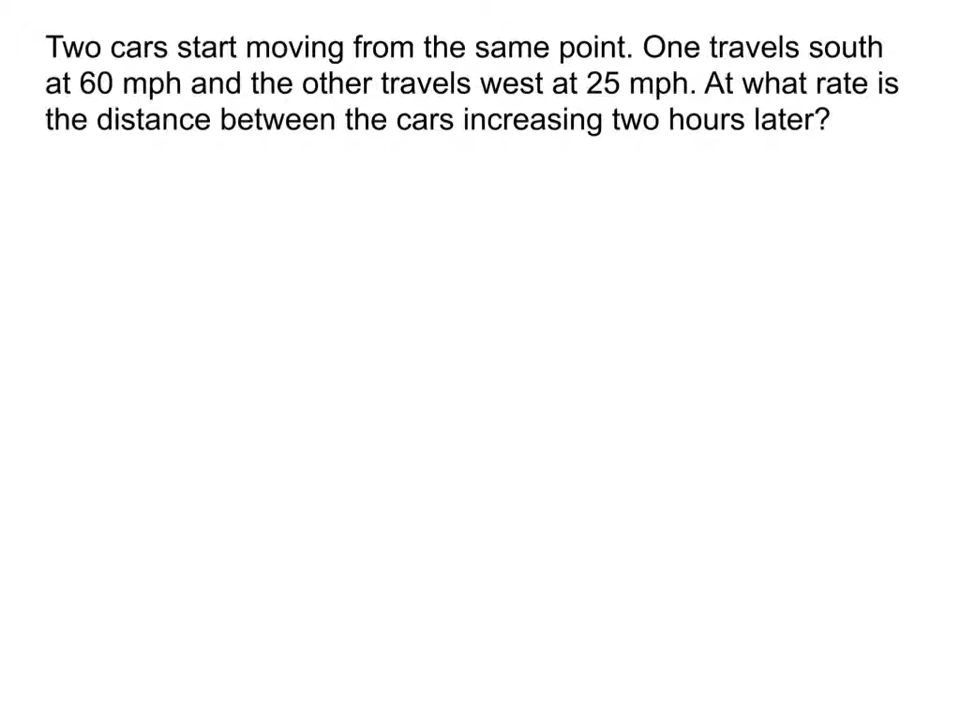 Two cars start moving from the same point. One travels south
at 60 mph and the other travels west at 25 mph. At what rate is
the distance between the cars increasing two hours later?